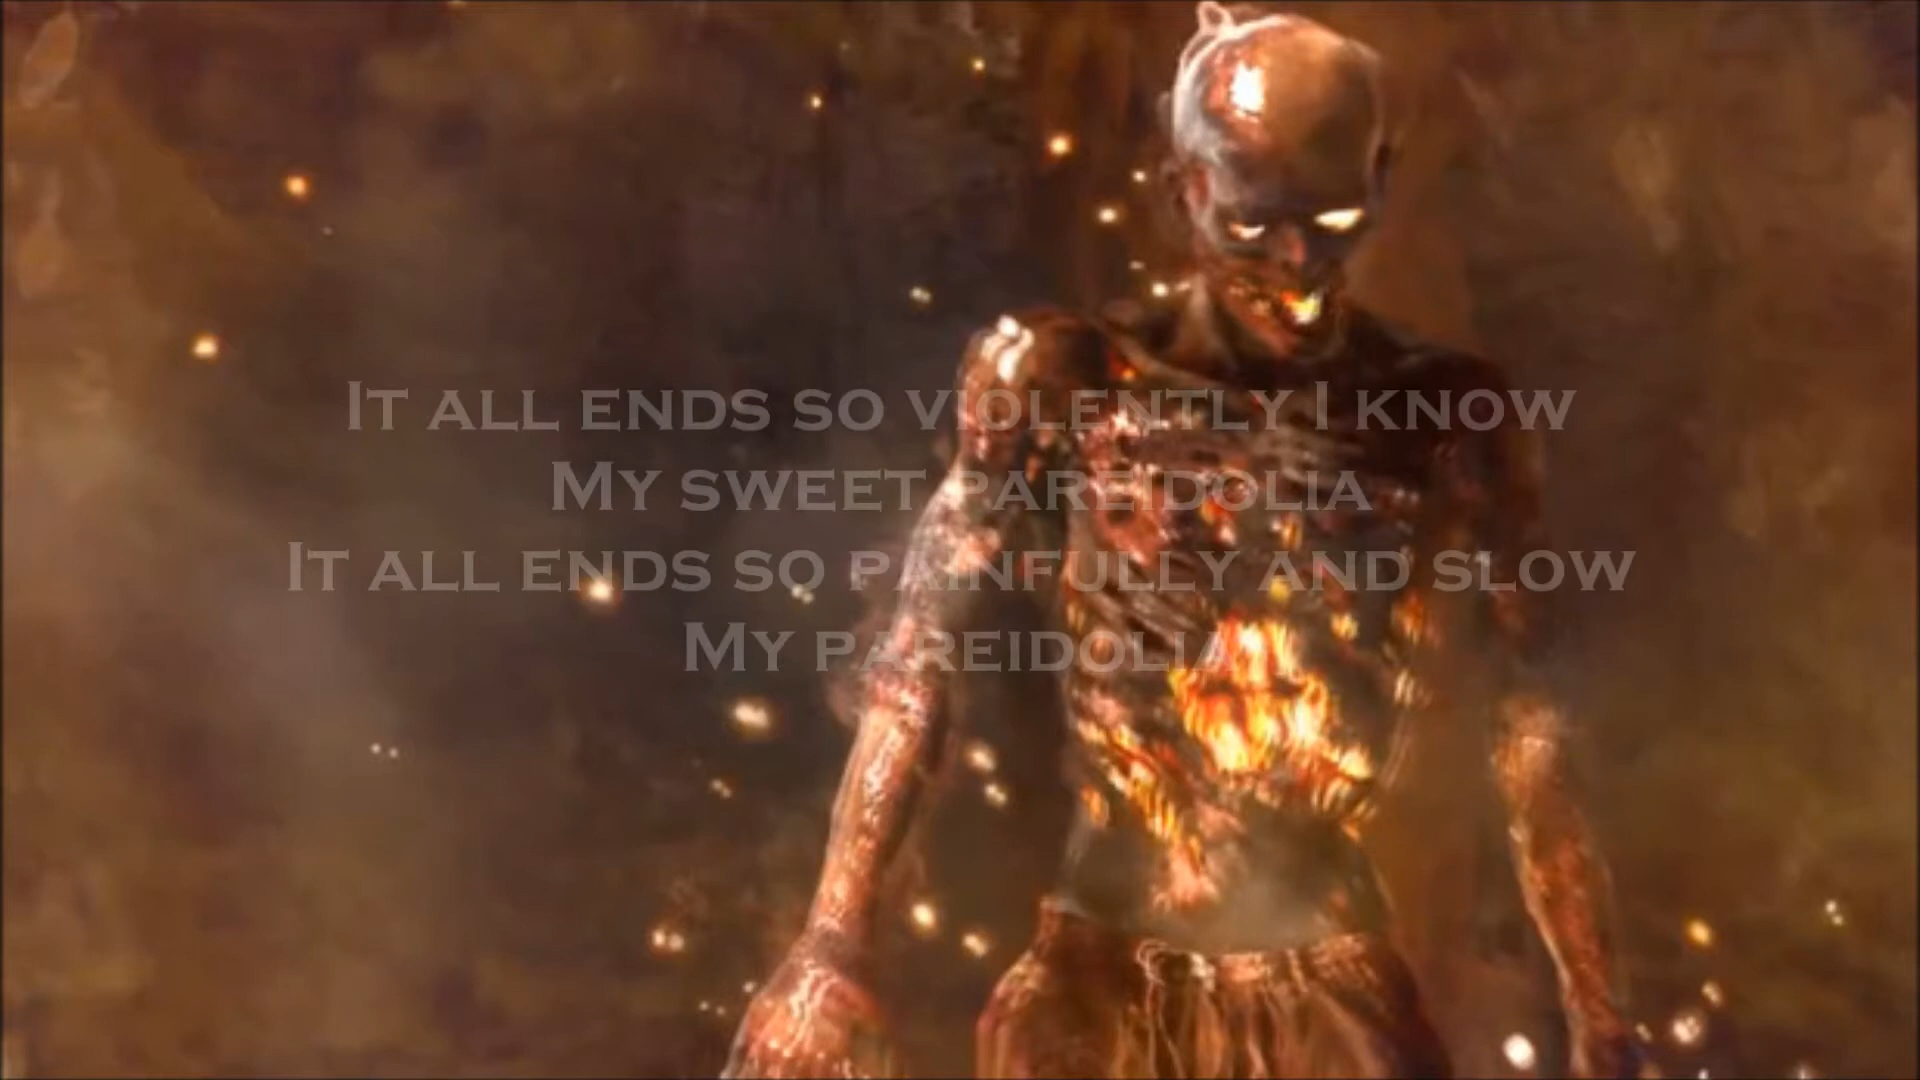 It all ends so violently I know
My sweet pareidolia
It all ends so painfully and slow
My pareidolia